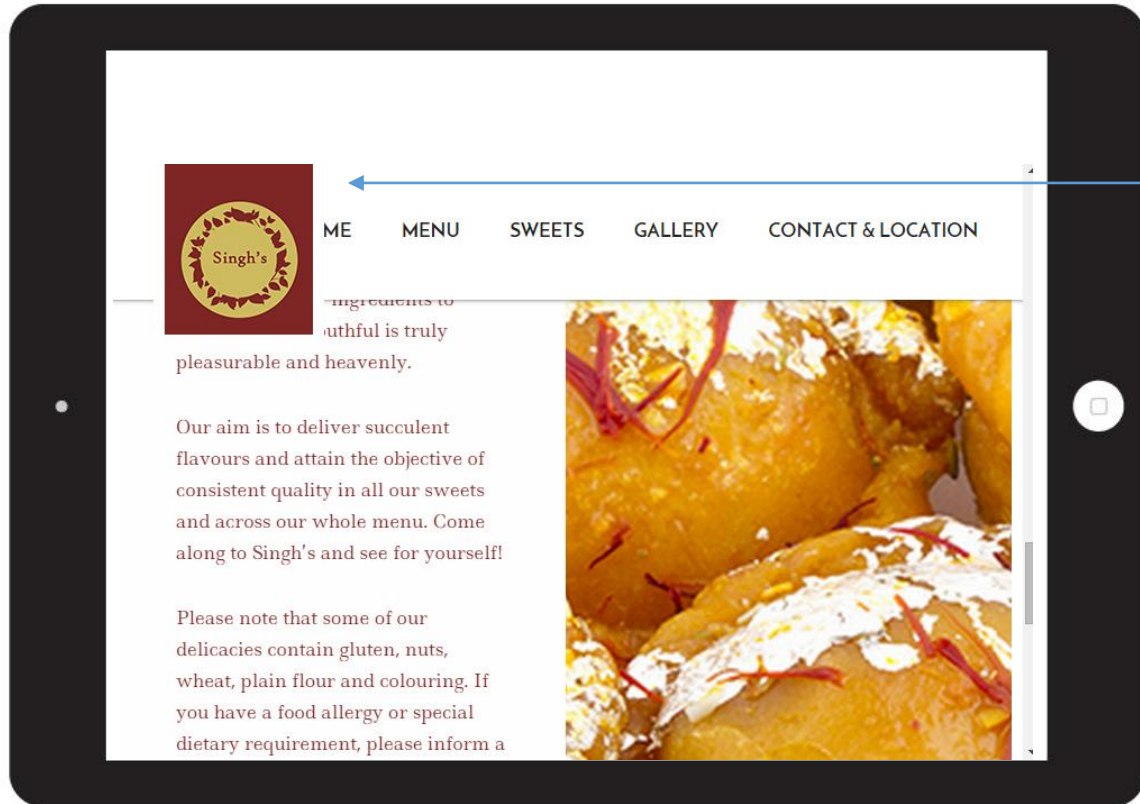 Singh's
ME MENU SWEETS GALLERY CONTACT & LOCATION
ingredients to
outhful is truly
pleasurable and heavenly.
Our aim is to deliver succulent
flavours and attain the objective of
consistent quality in all our sweets
and across our whole menu. Come
along to Singh's and see for yourself!
Please note that some of our
delicacies contain gluten, nuts,
wheat, plain flour and colouring. If
you have a food allergy or special
dietary requirement, please inform a